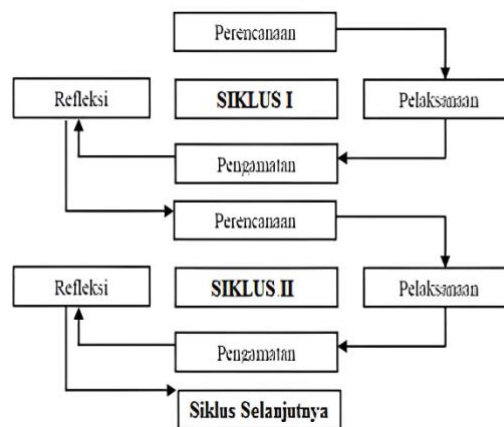 Perencanaan
Refleksi
SIKLUS I
Pelaksanaan
Pengamatan
Perencanaan
Refleksi
SIKLUS II
Pelaksanaan
Pengamatan
Siklus Selanjutnya